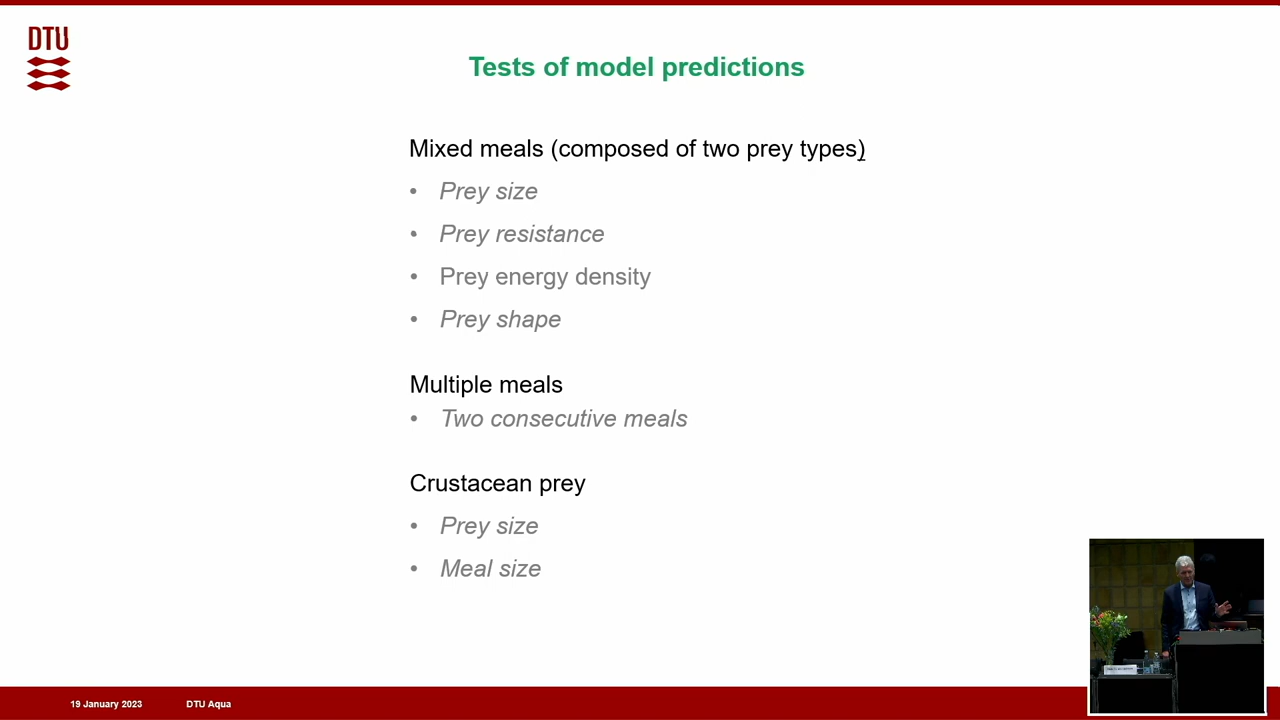 DTU
Tests of model predictions
Mixed meals (composed of two prey types)
• Prey size
• Prey resistance
• Prey energy density
• Prey shape
Multiple meals
• Two consecutive meals
Crustacean prey
• Prey size
• Meal size
19 January 2023 DTU Aqua